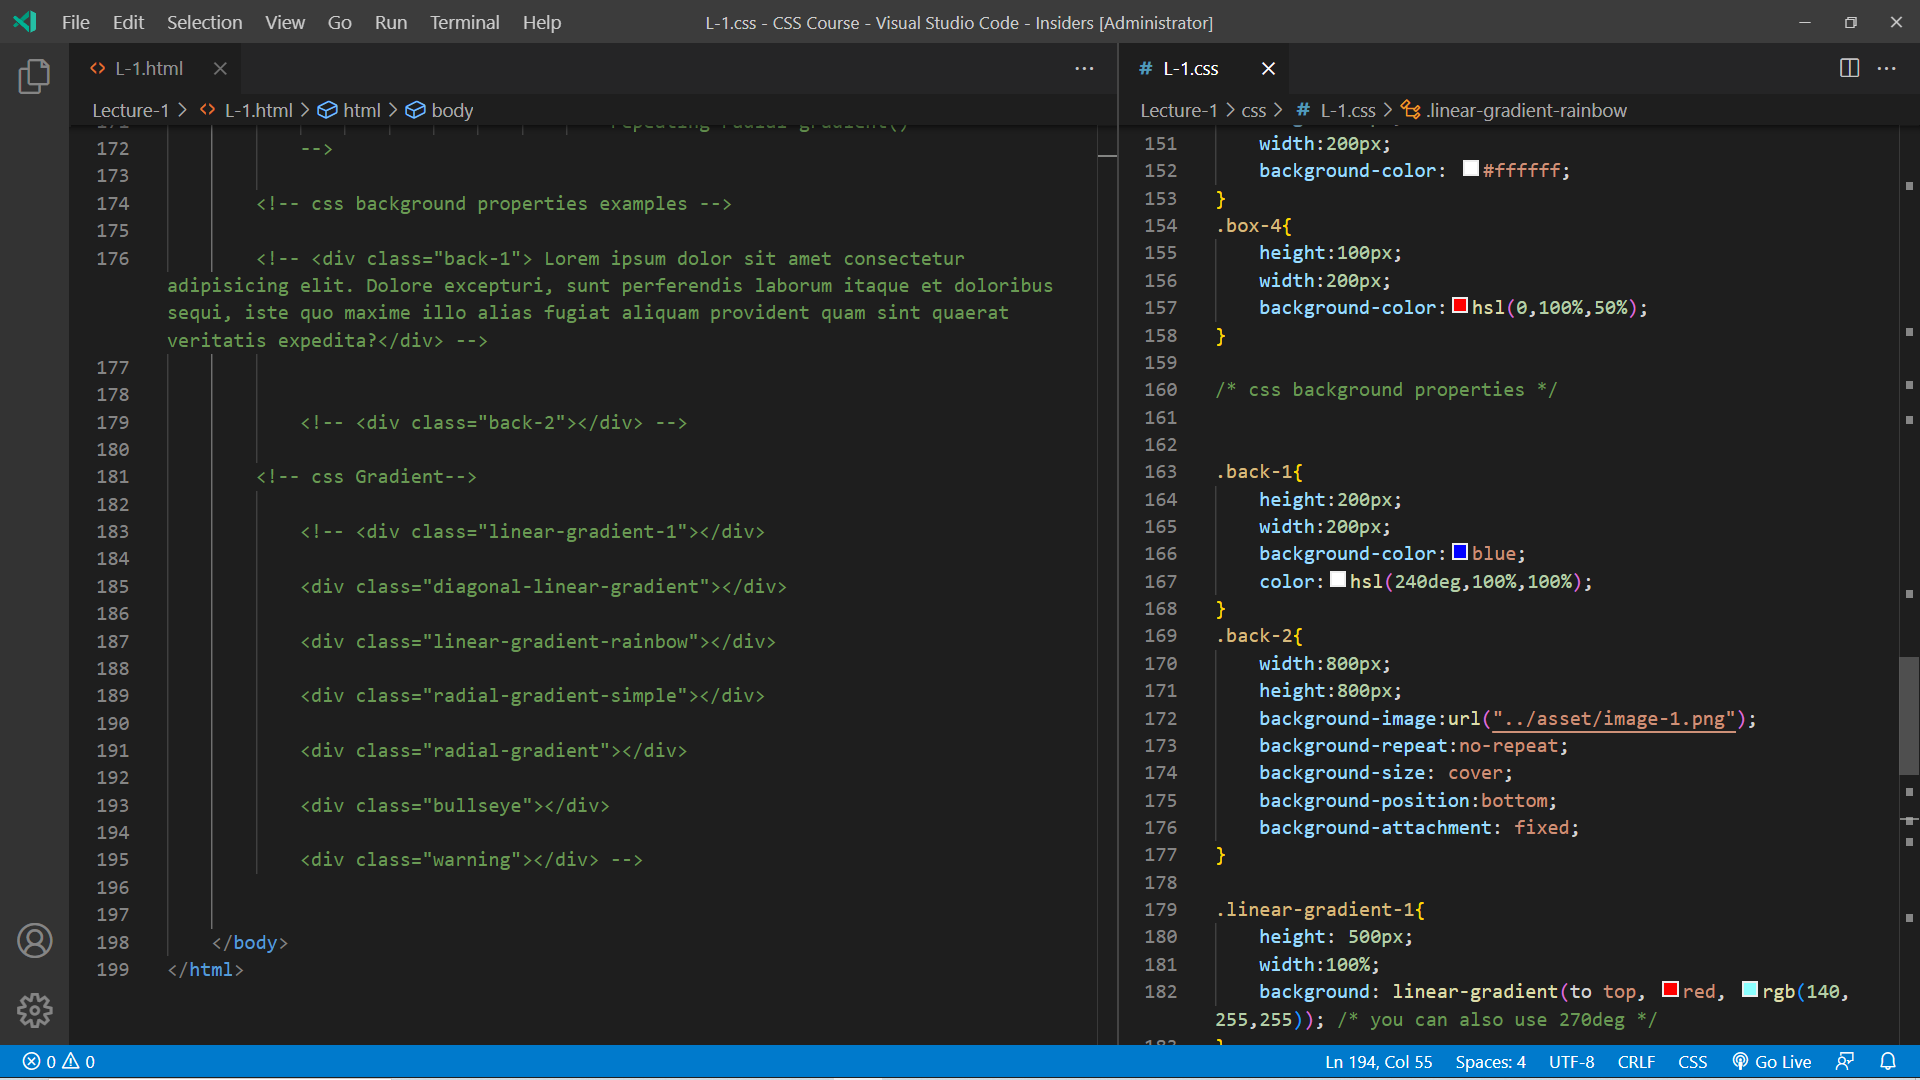 File Edit Selection View Go Run Terminal Help
L-1.css - CSS Course - Visual Studio Code - Insiders [Administrator]
L-1.html
Lecture-1 > L-1.html > html > body
171 repeating radial gradient()
172 -->
173
174 <!-- css background properties examples -->
175
176 <!-- <div class="back-1"> Lorem ipsum dolor sit amet consectetur
adipisicing elit. Dolore excepturi, sunt perferendis laborum itaque et doloribus
sequi, iste quo maxime illo alias fugiat aliquam provident quam sint quaerat
veritatis expedita?</div> -->
177
178
179 <!-- <div class="back-2"></div> -->
180
181 <!-- css Gradient-->
182
183 <!-- <div class="linear-gradient-1"></div>
184
185 <div class="diagonal-linear-gradient"></div>
186
187 <div class="linear-gradient-rainbow"></div>
188
189 <div class="radial-gradient-simple"></div>
190
191 <div class="radial-gradient"></div>
192
193 <div class="bullseye"></div>
194
195 <div class="warning"></div> -->
196
197
198 </body>
199 </html>
# L-1.css
Lecture-1 > css > # L-1.css > .linear-gradient-rainbow
151 width:200px;
152 background-color: #ffffff;
153 }
154 .box-4{
155 height:100px;
156 width:200px;
157 background-color:hsl(0,100%,50%);
158 }
159
160 /* css background properties */
161
162
163 .back-1{
164 height:200px;
165 width:200px;
166 background-color:blue;
167 color:hsl(240deg,100%,100%);
168 }
169 .back-2{
170 width:800px;
171 height:800px;
172 background-image:url("../asset/image-1.png");
173 background-repeat:no-repeat;
174 background-size: cover;
175 background-position:bottom;
176 background-attachment: fixed;
177 }
178
179 .linear-gradient-1{
180 height: 500px;
181 width:100%;
182 background: linear-gradient(to top, red, rgb(140,
255,255)); /* you can also use 270deg */
183 }
0 0
Ln 194, Col 55 Spaces: 4 UTF-8 CRLF CSS Go Live